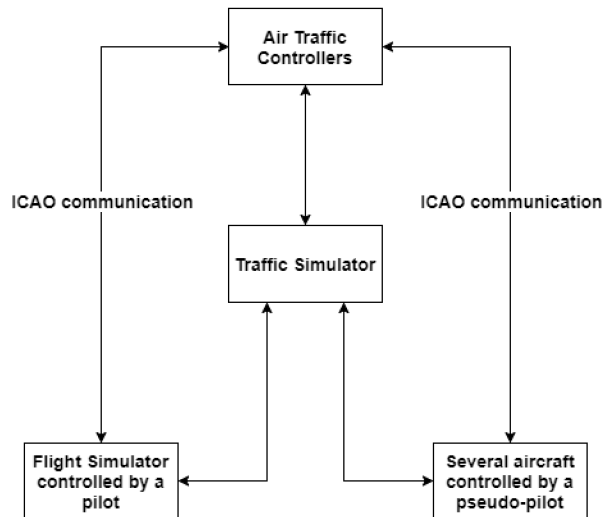 Air Traffic
Controllers
ICAO communication
ICAO communication
Traffic Simulator
Flight Simulator
controlled by a
pilot
Several aircraft
controlled by a
pseudo-pilot